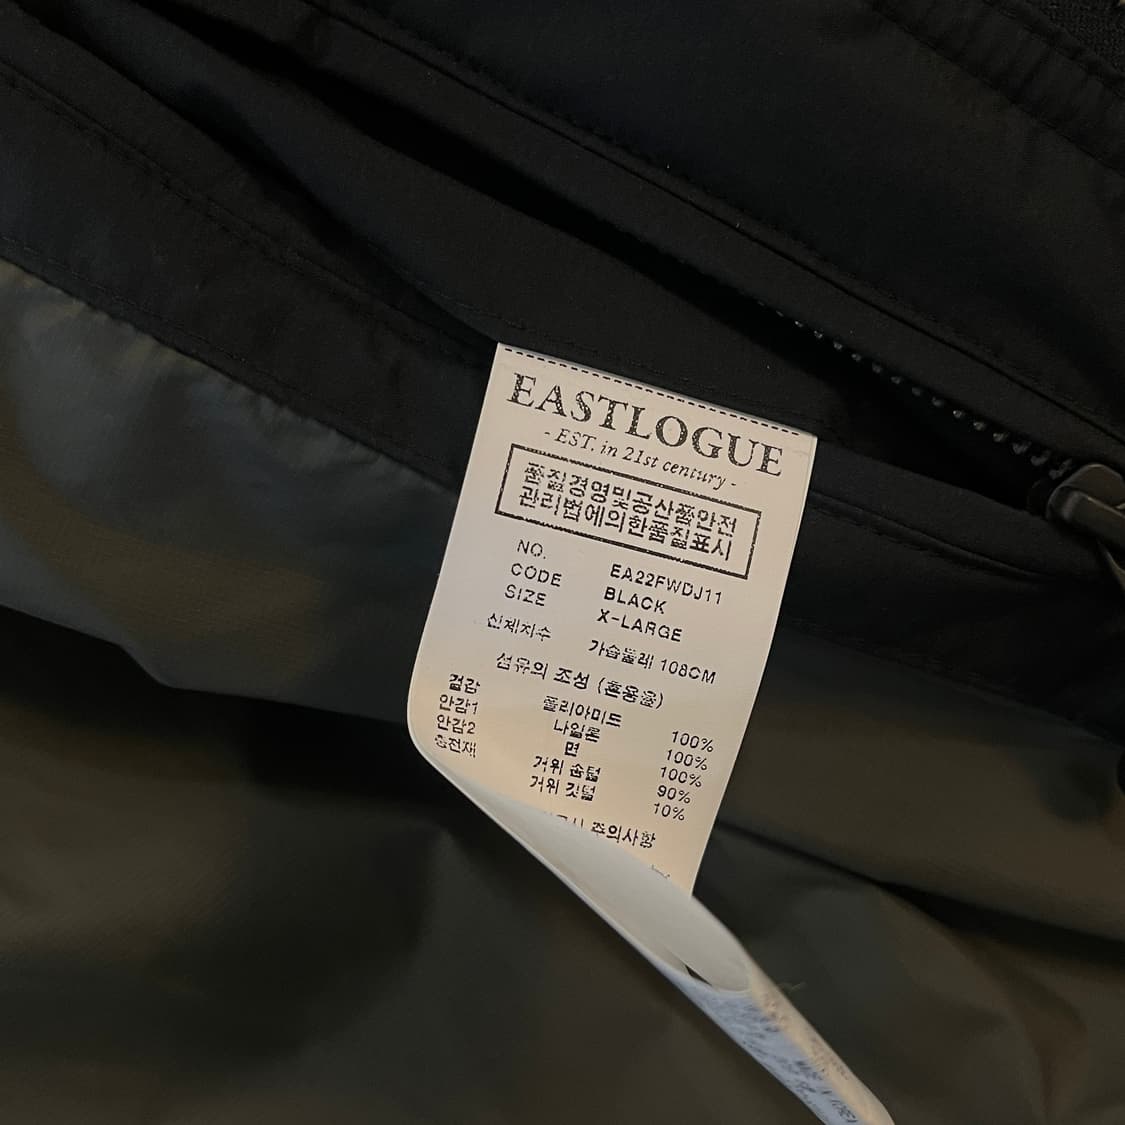 EASTLOGUE
- EST. in 21st century -
품질경영및공산품안전
관리법에의한품질표시
NO. EA22FWDJ11
CODE BLACK
SIZE X-LARGE
신체치수 가슴둘레 108CM
섬유의 조성 (혼용율)
겉감 폴리아미드 100%
안감1 나일론 100%
안감2 면 100%
충전재 거위 솜털 90%
거위 깃털 10%
주의사항